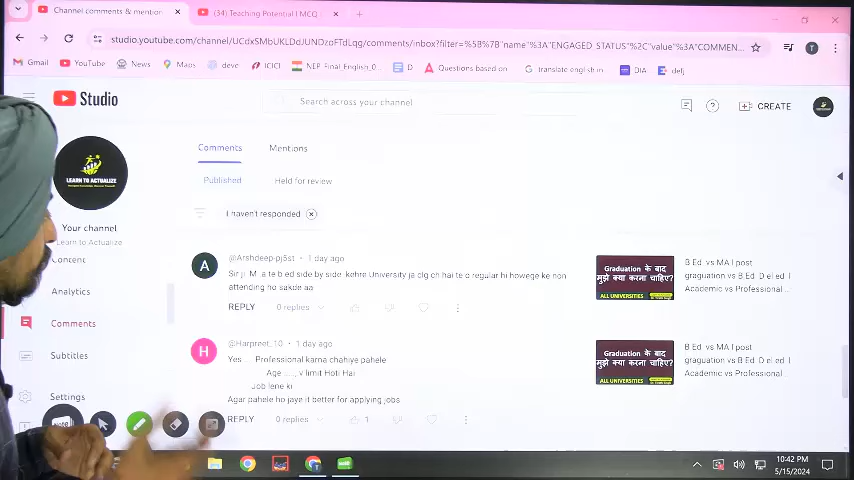 Channel comments & mention
(34) Teaching Potential I MCQ
studio.youtube.com/channel/UCdxSMbUKLDdJUNDzoFTdLqg/comments/inbox?filter=%5B%7B"name"%3A"ENGAGED_STATUS"%2C"value"%3A"COMMEN...
Gmail YouTube News Maps deve ICICI NEP_Final_English_0... D Questions based on translate english in DIA defj
Studio
Search across your channel
CREATE
LEARN TO ACTUALIZE
Your channel
Learn to Actualize
Content
Analytics
Comments
Subtitles
Settings
Comments Mentions
Published Held for review
I haven't responded
A
@Arshdeep-pj5st · 1 day ago
Sir ji M .a te b ed side by side kehre University ja clg ch hai te o regular hi howege ke non
attending ho sakde aa
REPLY 0 replies
Graduation के बाद
मुझे क्या करना चाहिए?
ALL UNIVERSITIES
B Ed vs MA I post
graguation vs B Ed D el ed I
Academic vs Professional...
H
@Harpreet_10 · 1 day ago
Yes ... Professional karna chahiye pahele
Age ...., v limit Hoti Hai
Job lene ki
Agar pahele ho jaye it better for applying jobs
REPLY 0 replies 1
Graduation के बाद
मुझे क्या करना चाहिए?
ALL UNIVERSITIES
B Ed vs MA I post
graguation vs B Ed D el ed I
Academic vs Professional...
10:42 PM
5/15/2024